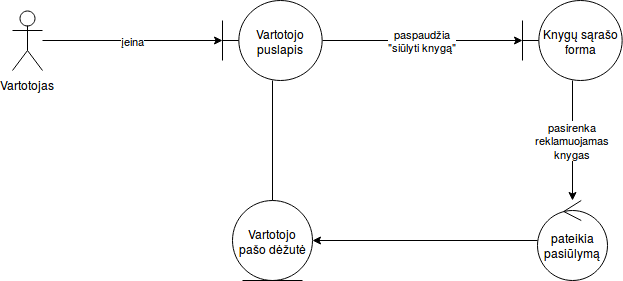 Vartotojas
įeina
Vartotojo
puslapis
paspaudžia
"siūlyti knygą"
Knygų sąrašo
forma
pasirenka
reklamuojamas
knygas
pateikia
pasiūlymą
Vartotojo
pašo dėžutė